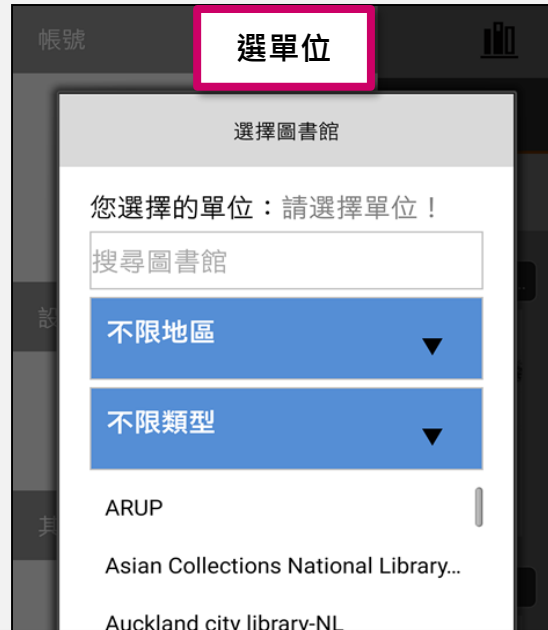 帳號
選單位
選擇圖書館
您選擇的單位：請選擇單位！
搜尋圖書館
不限地區
設
不限類型
ARUP
其
Asian Collections National Library...
Auckland city library-NL